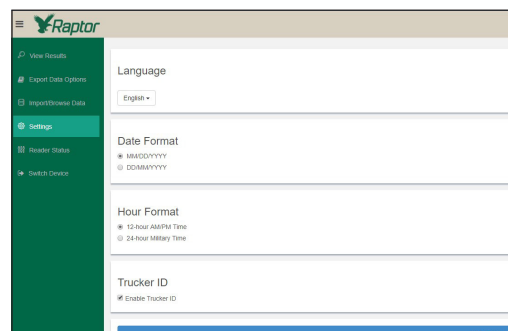 Raptor
View Results
Export Data Options
Import/Browse Data
Settings
Reader Status
Switch Device
Language
English
Date Format
MM/DD/YYYY
DD/MM/YYYY
Hour Format
12-hour AM/PM Time
24-hour Military Time
Trucker ID
Enable Trucker ID